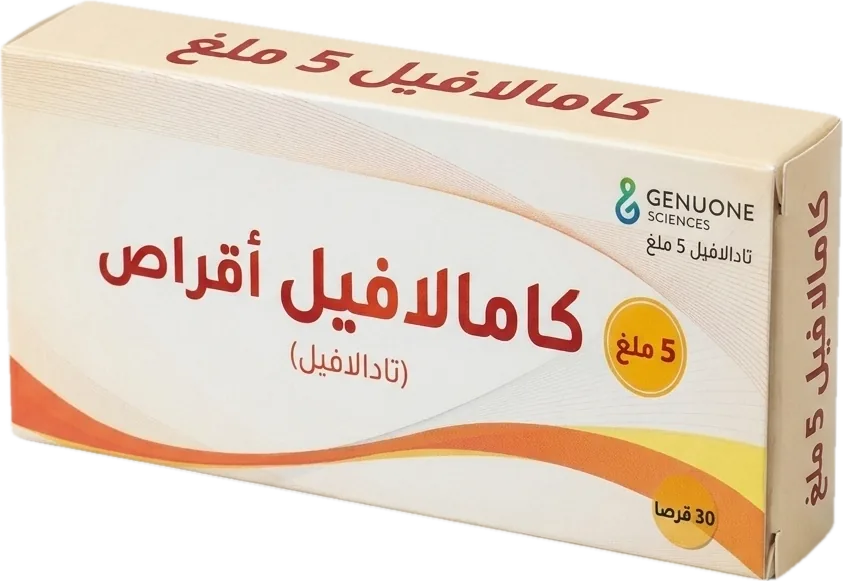 كامالافيل 5 ملغ
GENUONE
SCIENCES
تادالافيل 5 ملغ
كامالافيل أقراص
(تادالافيل)
5 ملغ
30 قرصا
كامالافيل 5 ملغ